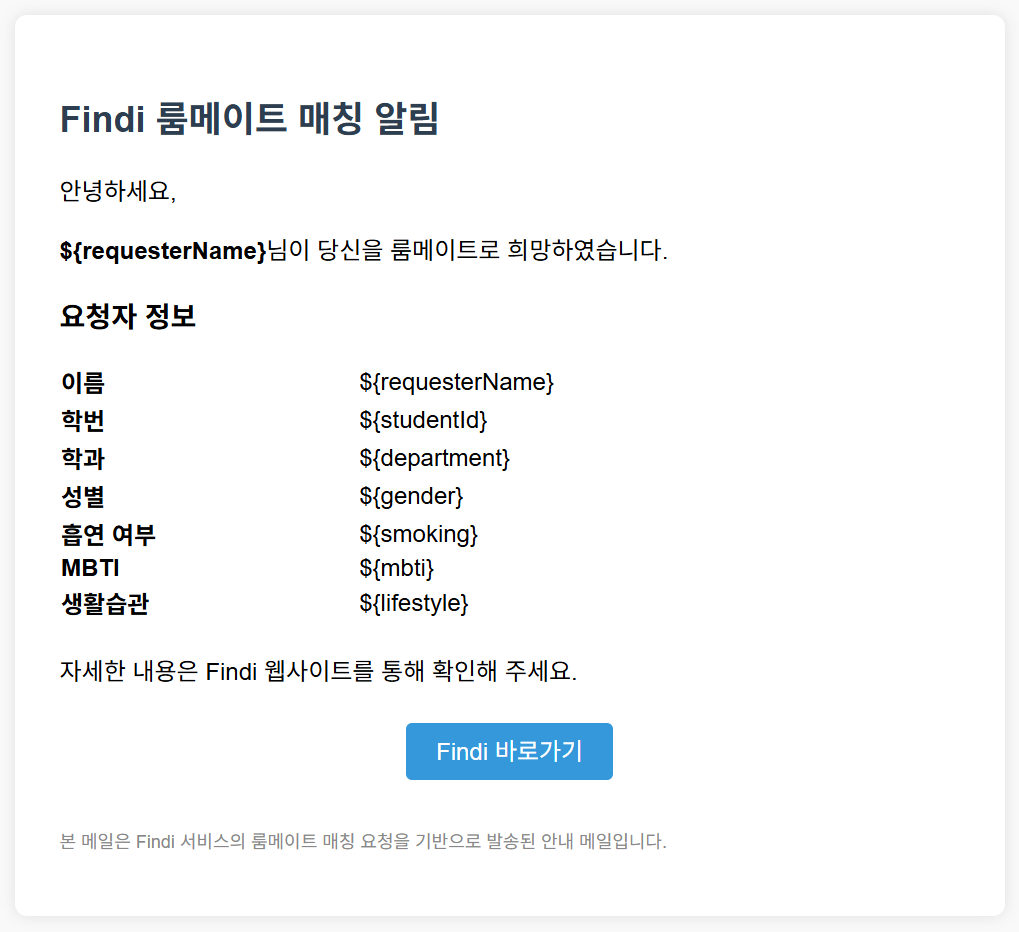 Findi 룸메이트 매칭 알림
안녕하세요,
${requesterName}님이 당신을 룸메이트로 희망하였습니다.
요청자 정보
이름 ${requesterName}
학번 ${studentId}
학과 ${department}
성별 ${gender}
흡연 여부 ${smoking}
MBTI ${mbti}
생활습관 ${lifestyle}
자세한 내용은 Findi 웹사이트를 통해 확인해 주세요.
Findi 바로가기
본 메일은 Findi 서비스의 룸메이트 매칭 요청을 기반으로 발송된 안내 메일입니다.